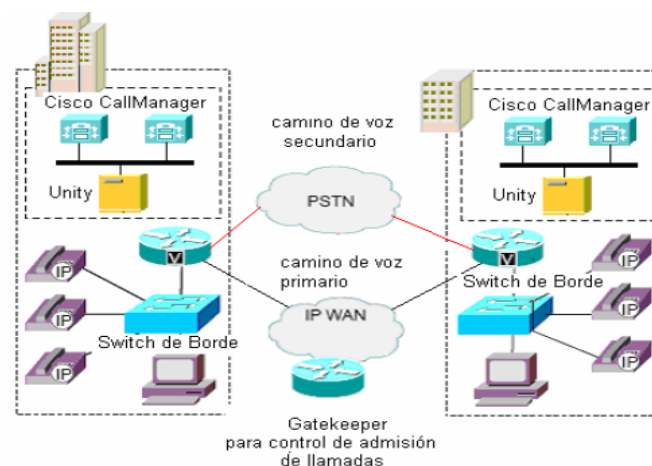 Cisco CallManager
Unity
V
IP
IP
IP
Switch de Borde
camino de voz
secundario
PSTN
camino de voz
primario
IP WAN
Gatekeeper
para control de admisión
de llamadas
Cisco CallManager
Unity
V
Switch de Borde
IP
IP
IP